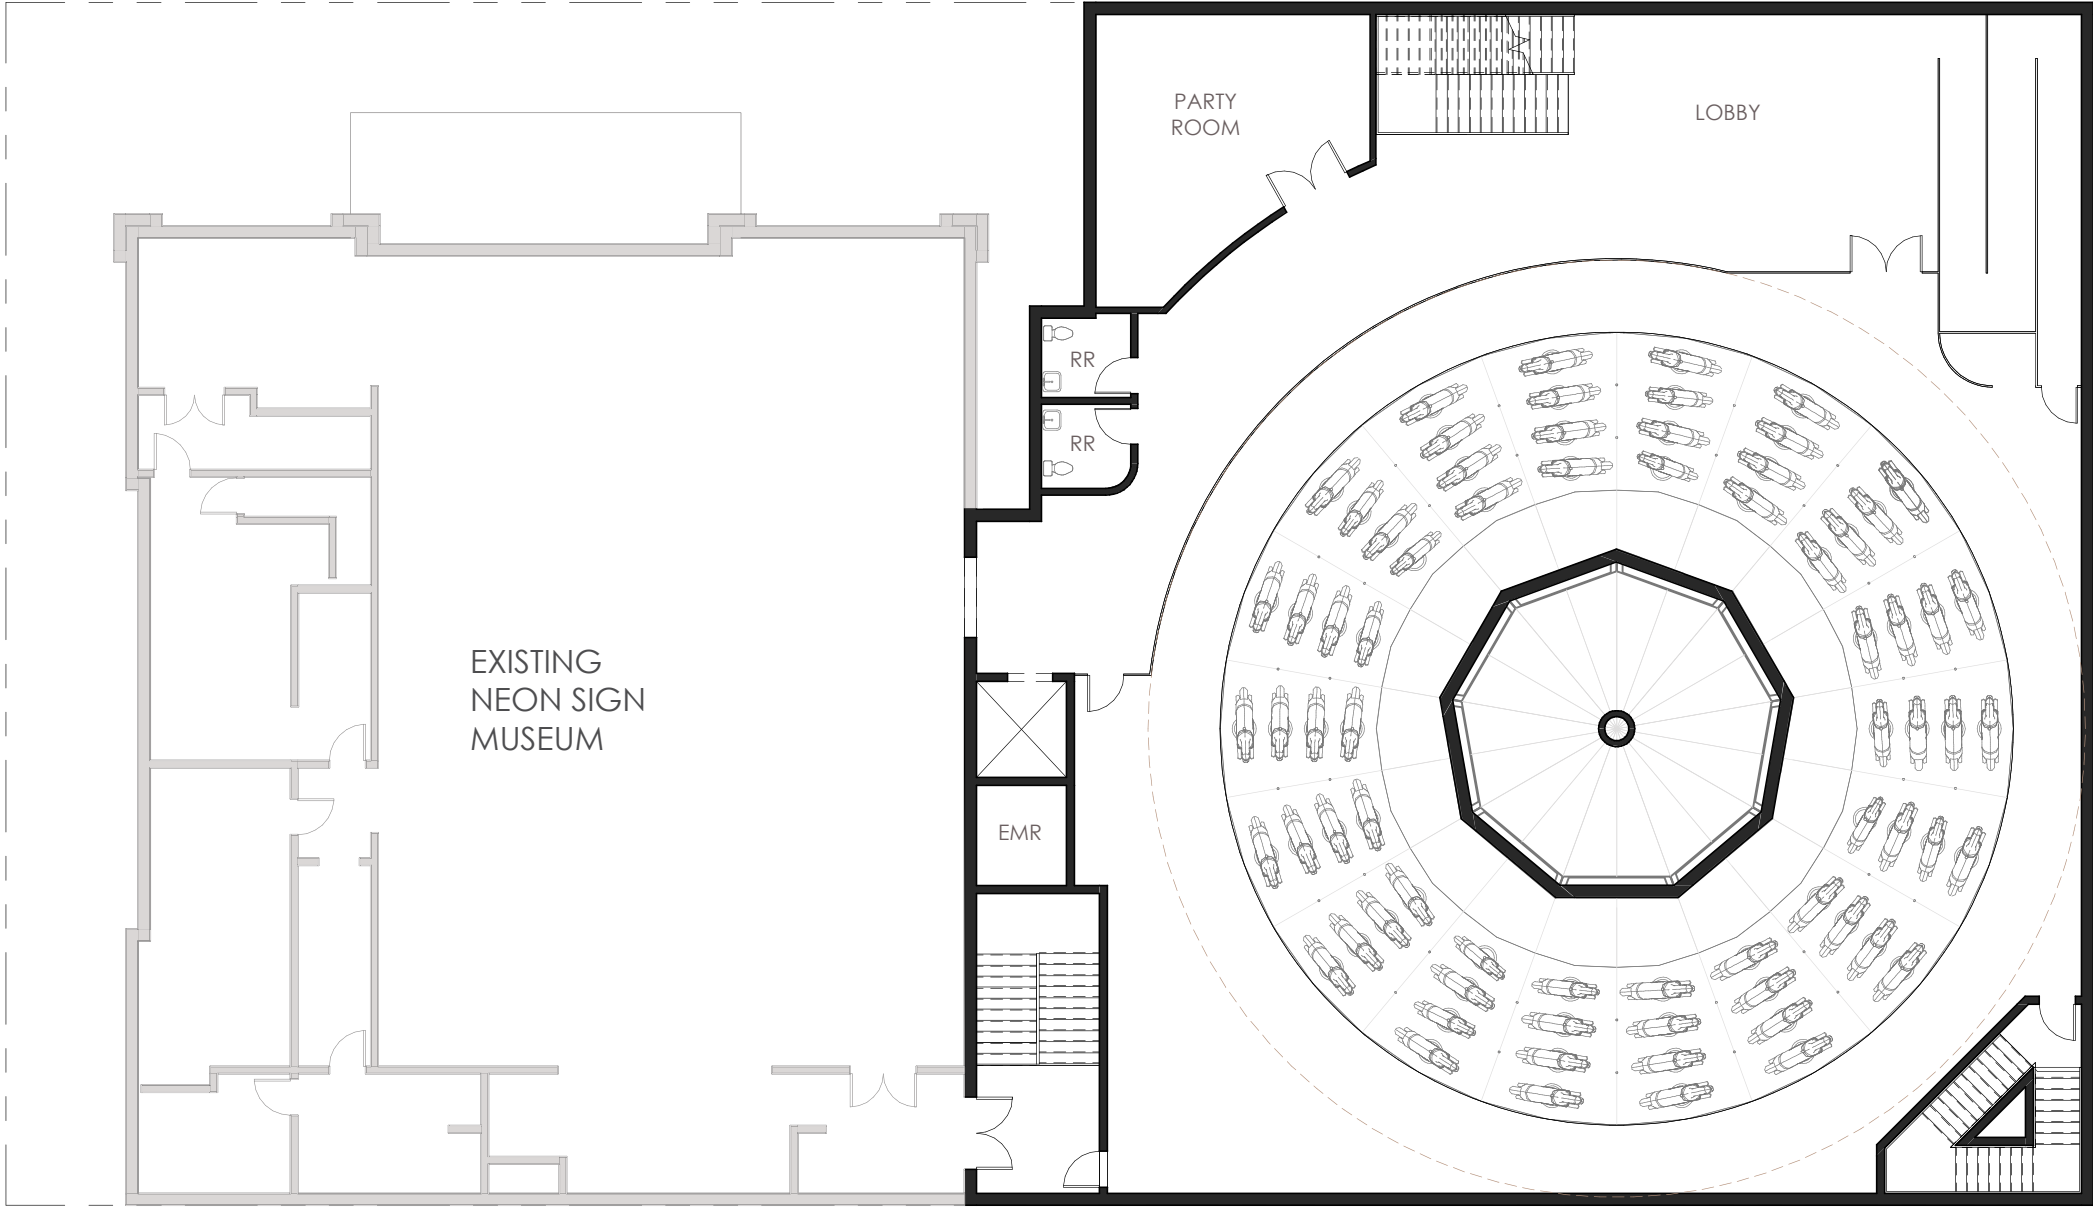 PARTY
ROOM
LOBBY
RR
RR
EXISTING
NEON SIGN
MUSEUM
EMR